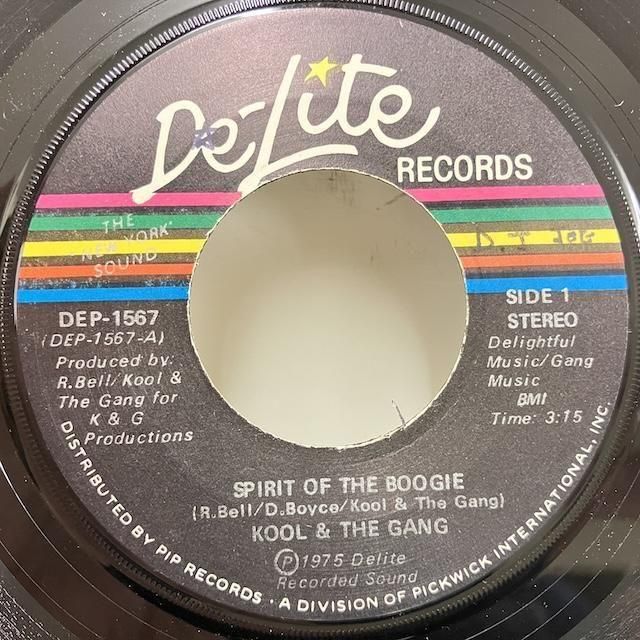 De-Lite
RECORDS
THE
NEW YORK
SOUND
DEP-1567
(DEP-1567-A)
Produced by:
R.Bell/Kool &
The Gang for
K & G
Productions
SIDE 1
STEREO
Delightful
Music/Gang
Music
BMI
Time: 3:15
SPIRIT OF THE BOOGIE
(R.Bell/D.Boyce/Kool & The Gang)
KOOL & THE GANG
Ⓟ1975 Delite
Recorded Sound
DISTRIBUTED BY PIP RECORDS • A DIVISION OF PICKWICK INTERNATIONAL, INC.